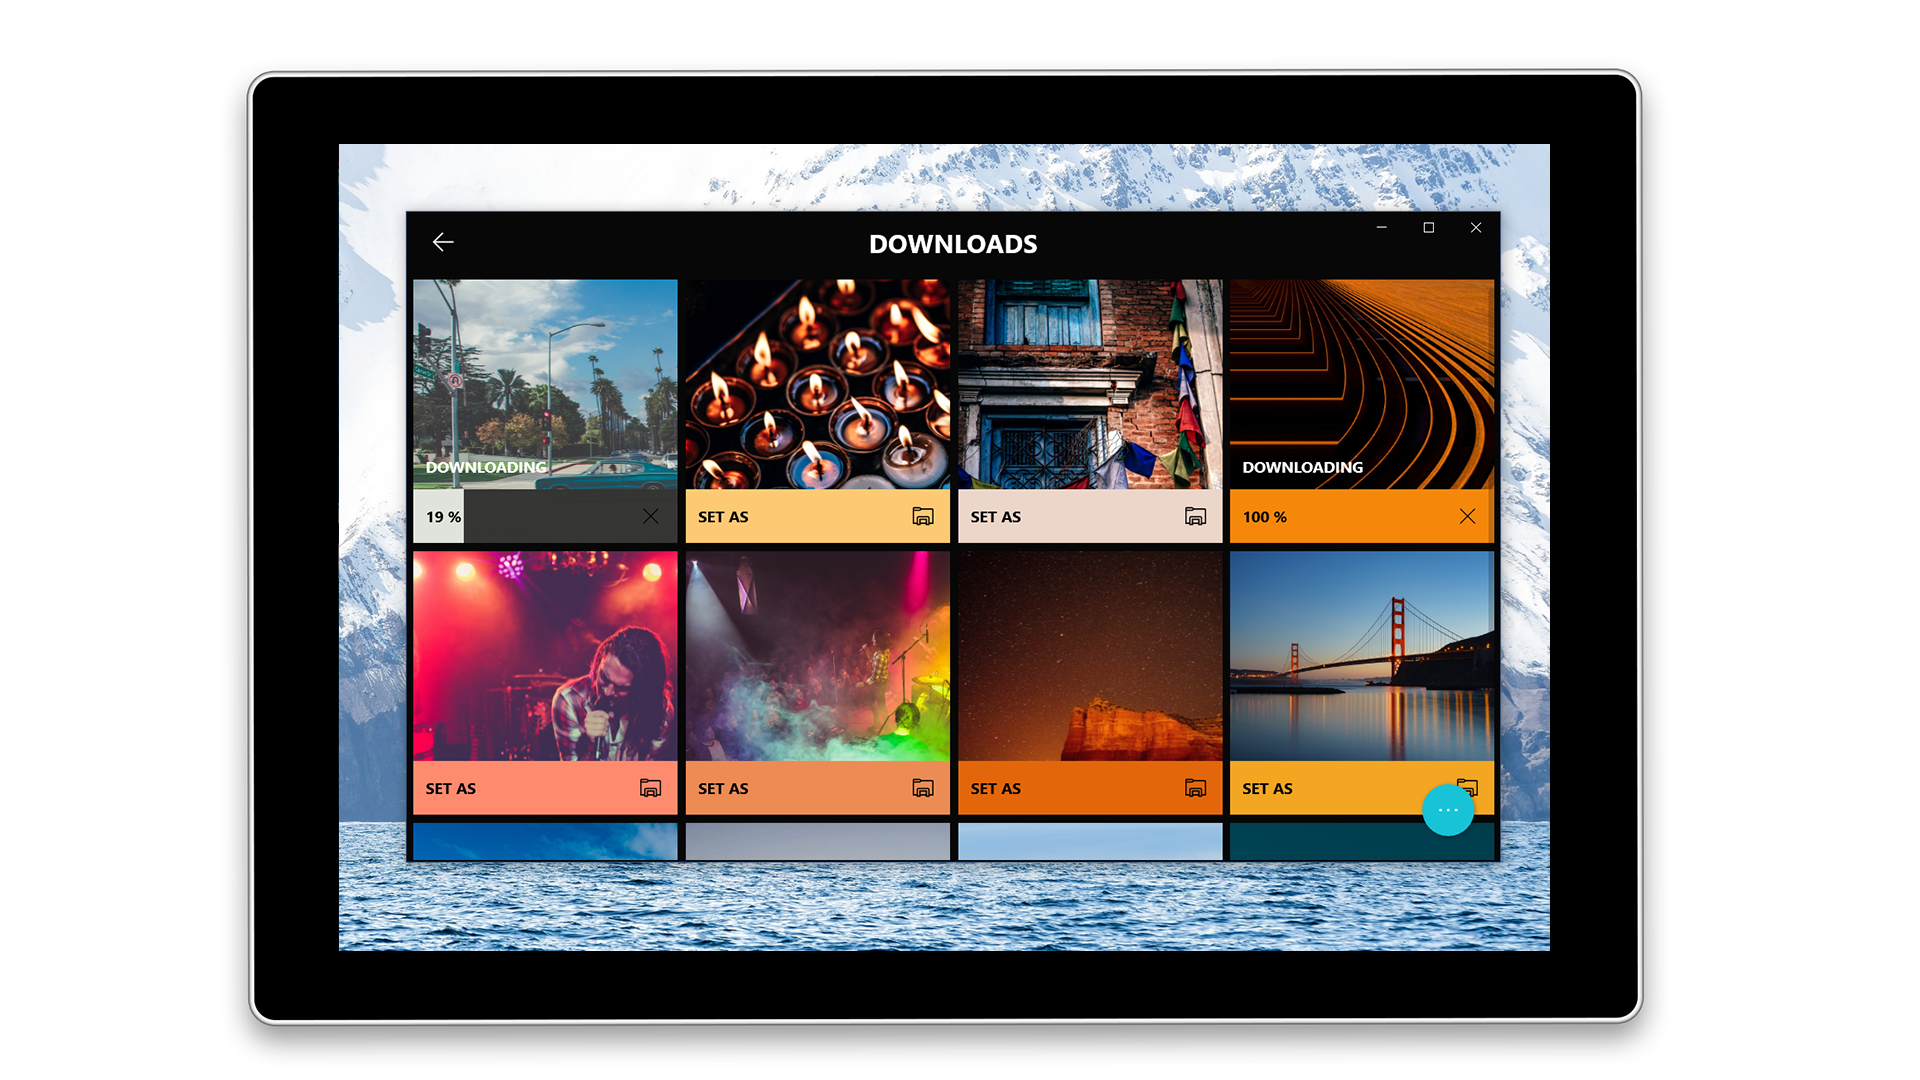 DOWNLOADS
DOWNLOADING
DOWNLOADING
19 %
SET AS
SET AS
100 %
SET AS
SET AS
SET AS
SET AS